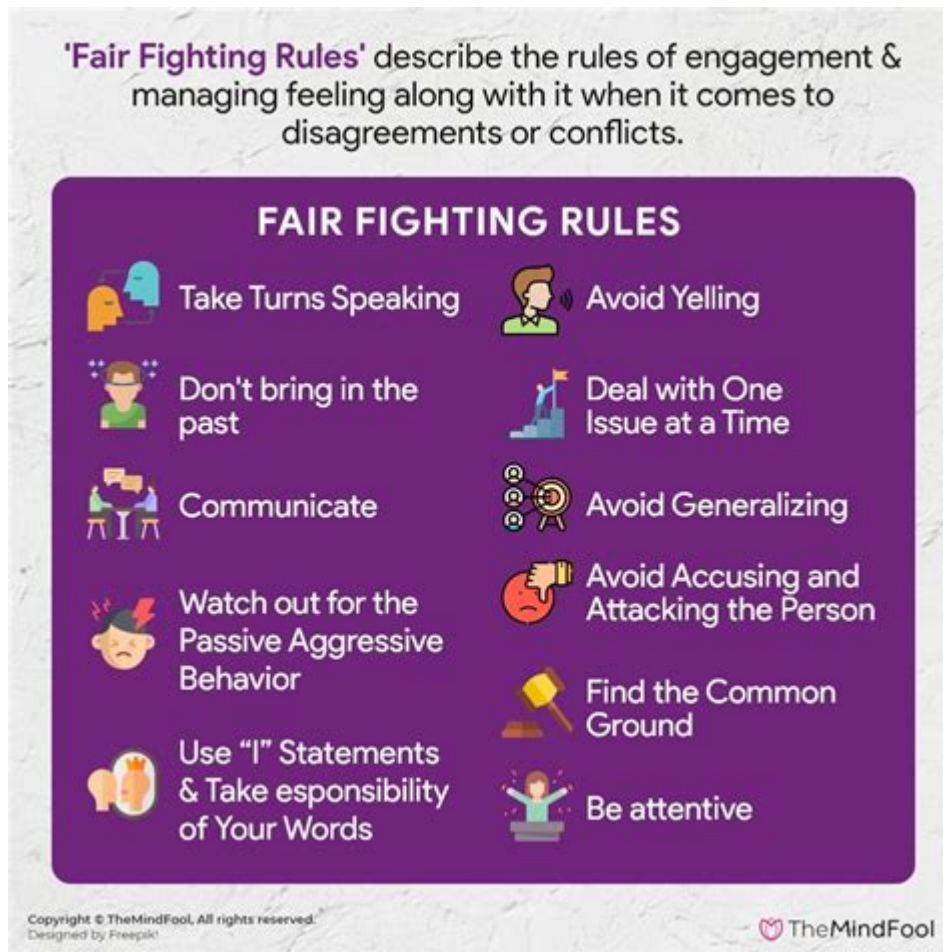 'Fair Fighting Rules' describe the rules of engagement &
managing feeling along with it when it comes to
disagreements or conflicts.
FAIR FIGHTING RULES
Take Turns Speaking
Don't bring in the
past
Communicate
Watch out for the
Passive Aggressive
Behavior
Use “I” Statements
& Take esponsibility
of Your Words
Avoid Yelling
Deal with One
Issue at a Time
Avoid Generalizing
Avoid Accusing and
Attacking the Person
Find the Common
Ground
Be attentive
Copyright © TheMindFool, All rights reserved.
Designed by Freepik!
TheMindFool